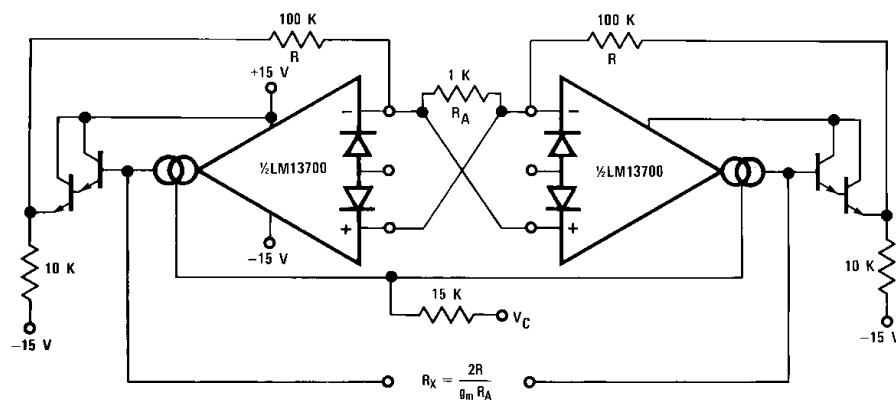 100 K
R
100 K
R
+15 V
1 K
R_A
−
−
½LM13700
½LM13700
+
+
−15 V
10 K
−15 V
15 K
V_C
10 K
−15 V
R_X = 2R / g_m R_A